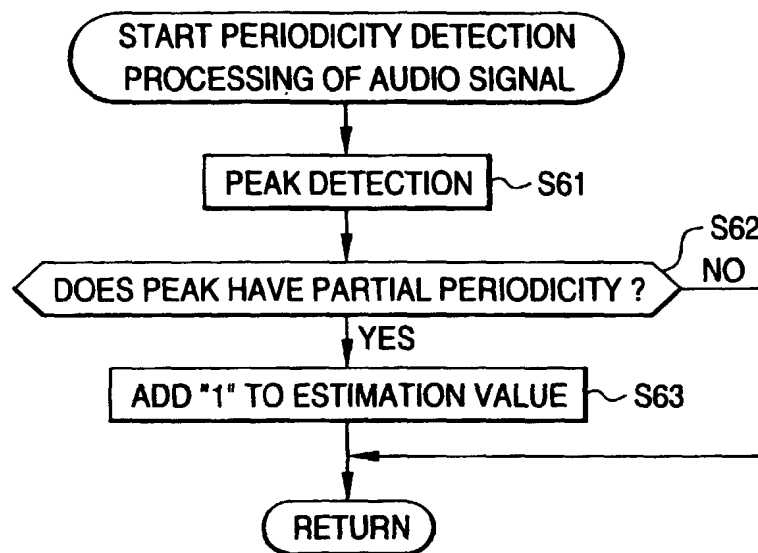 START PERIODICITY DETECTION
PROCESSING OF AUDIO SIGNAL
PEAK DETECTION
S61
S62
DOES PEAK HAVE PARTIAL PERIODICITY ?
NO
YES
ADD "1" TO ESTIMATION VALUE
S63
RETURN